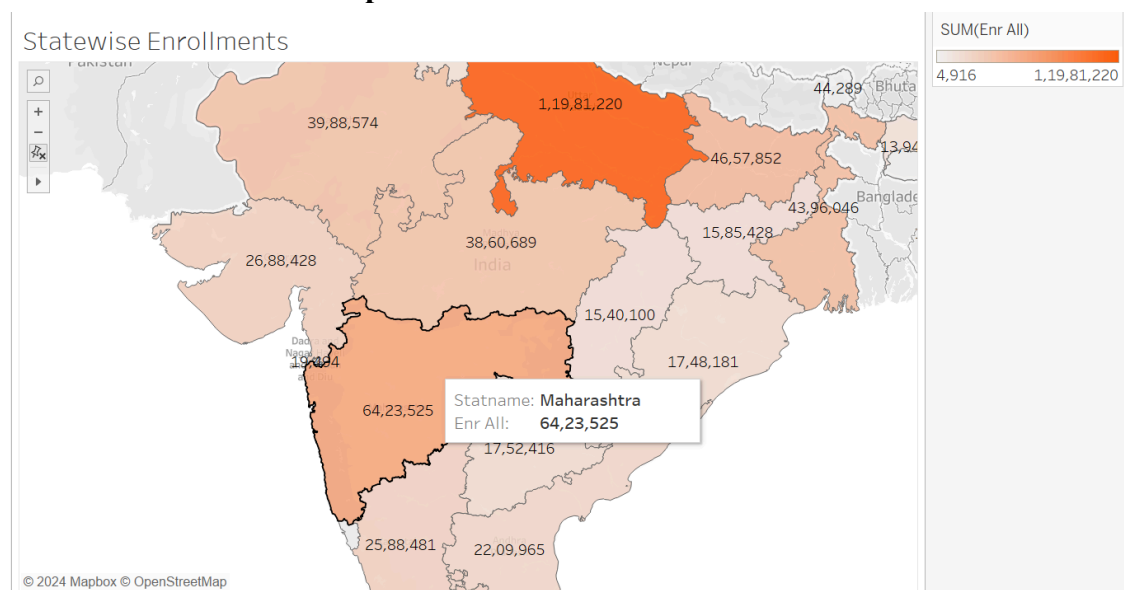 Statewise Enrollments
SUM(Enr All)
4,916 1,19,81,220
Pakistan
Nepal
44,289 Bhuta
1,19,81,220
39,88,574
13,94
46,57,852
Banglade
43,96,046
15,85,428
38,60,689
India
26,88,428
15,40,100
17,48,181
Statname: Maharashtra
Enr All: 64,23,525
64,23,525
17,52,416
25,88,481
22,09,965
© 2024 Mapbox © OpenStreetMap